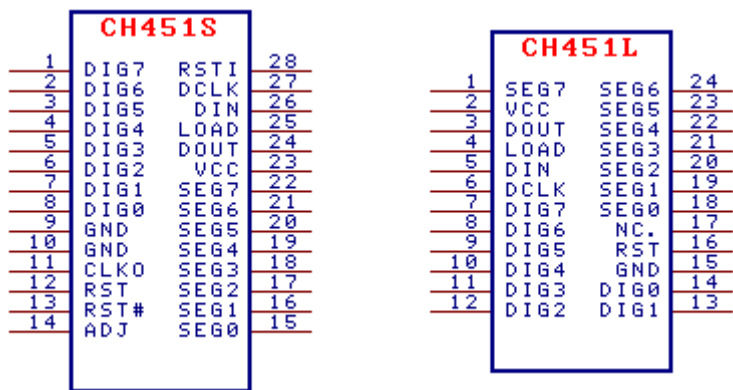 CH451S
1 DIG7 RSTI 28
2 DIG6 DCLK 27
3 DIG5 DIN 26
4 DIG4 LOAD 25
5 DIG3 DOUT 24
6 DIG2 VCC 23
7 DIG1 SEG7 22
8 DIG0 SEG6 21
9 GND SEG5 20
10 GND SEG4 19
11 CLKO SEG3 18
12 RST SEG2 17
13 RST# SEG1 16
14 ADJ SEG0 15
CH451L
1 SEG7 SEG6 24
2 VCC SEG5 23
3 DOUT SEG4 22
4 LOAD SEG3 21
5 DIN SEG2 20
6 DCLK SEG1 19
7 DIG7 SEG0 18
8 DIG6 NC. 17
9 DIG5 RST 16
10 DIG4 GND 15
11 DIG3 DIG0 14
12 DIG2 DIG1 13